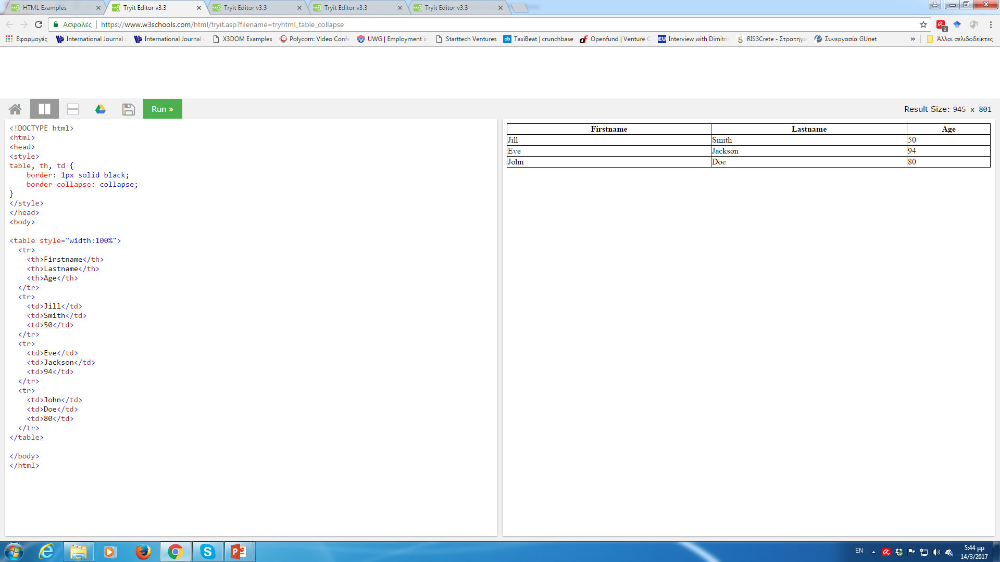 HTML Examples
Tryit Editor v3.3
Tryit Editor v3.3
Tryit Editor v3.3
Tryit Editor v3.3
Ασφαλές
https://www.w3schools.com/html/tryit.asp?filename=tryhtml_table_collapse
2
Εφαρμογές
International Journal
International Journal
X3DOM Examples
Polycom: Video Confe
UWG | Employment in
Starttech Ventures
cb TaxiBeat | crunchbase
Openfund | Venture C
EU Interview with Dimitri
RIS3Crete - Στρατηγι
Συνεργασία GUnet
»
Άλλοι σελιδοδείκτες
Run »
Result Size: 945 x 801
<!DOCTYPE html>
<html>
<head>
<style>
table, th, td {
    border: 1px solid black;
    border-collapse: collapse;
}
</style>
</head>
<body>
<table style="width:100%">
  <tr>
    <th>Firstname</th>
    <th>Lastname</th>
    <th>Age</th>
  </tr>
  <tr>
    <td>Jill</td>
    <td>Smith</td>
    <td>50</td>
  </tr>
  <tr>
    <td>Eve</td>
    <td>Jackson</td>
    <td>94</td>
  </tr>
  <tr>
    <td>John</td>
    <td>Doe</td>
    <td>80</td>
  </tr>
</table>
</body>
</html>
Firstname Lastname Age
Jill Smith 50
Eve Jackson 94
John Doe 80
EN
5:44 μμ
14/3/2017